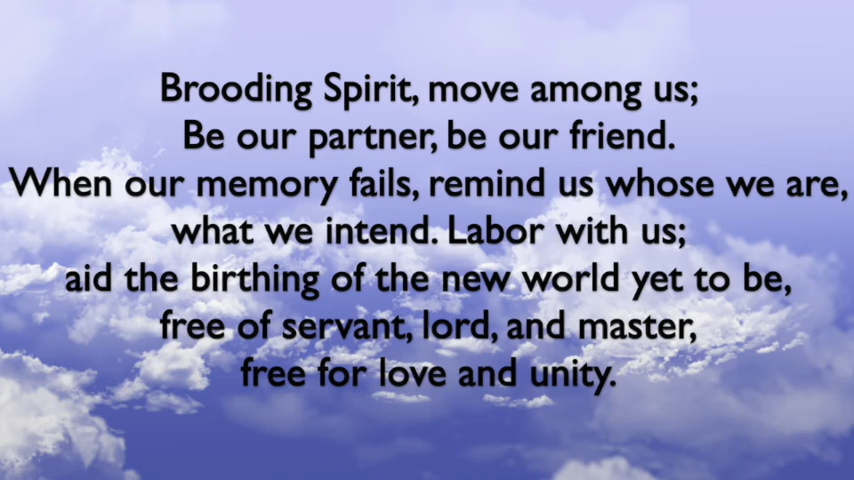 Brooding Spirit, move among us;
Be our partner, be our friend.
When our memory fails, remind us whose we are,
what we intend. Labor with us;
aid the birthing of the new world yet to be,
free of servant, lord, and master,
free for love and unity.